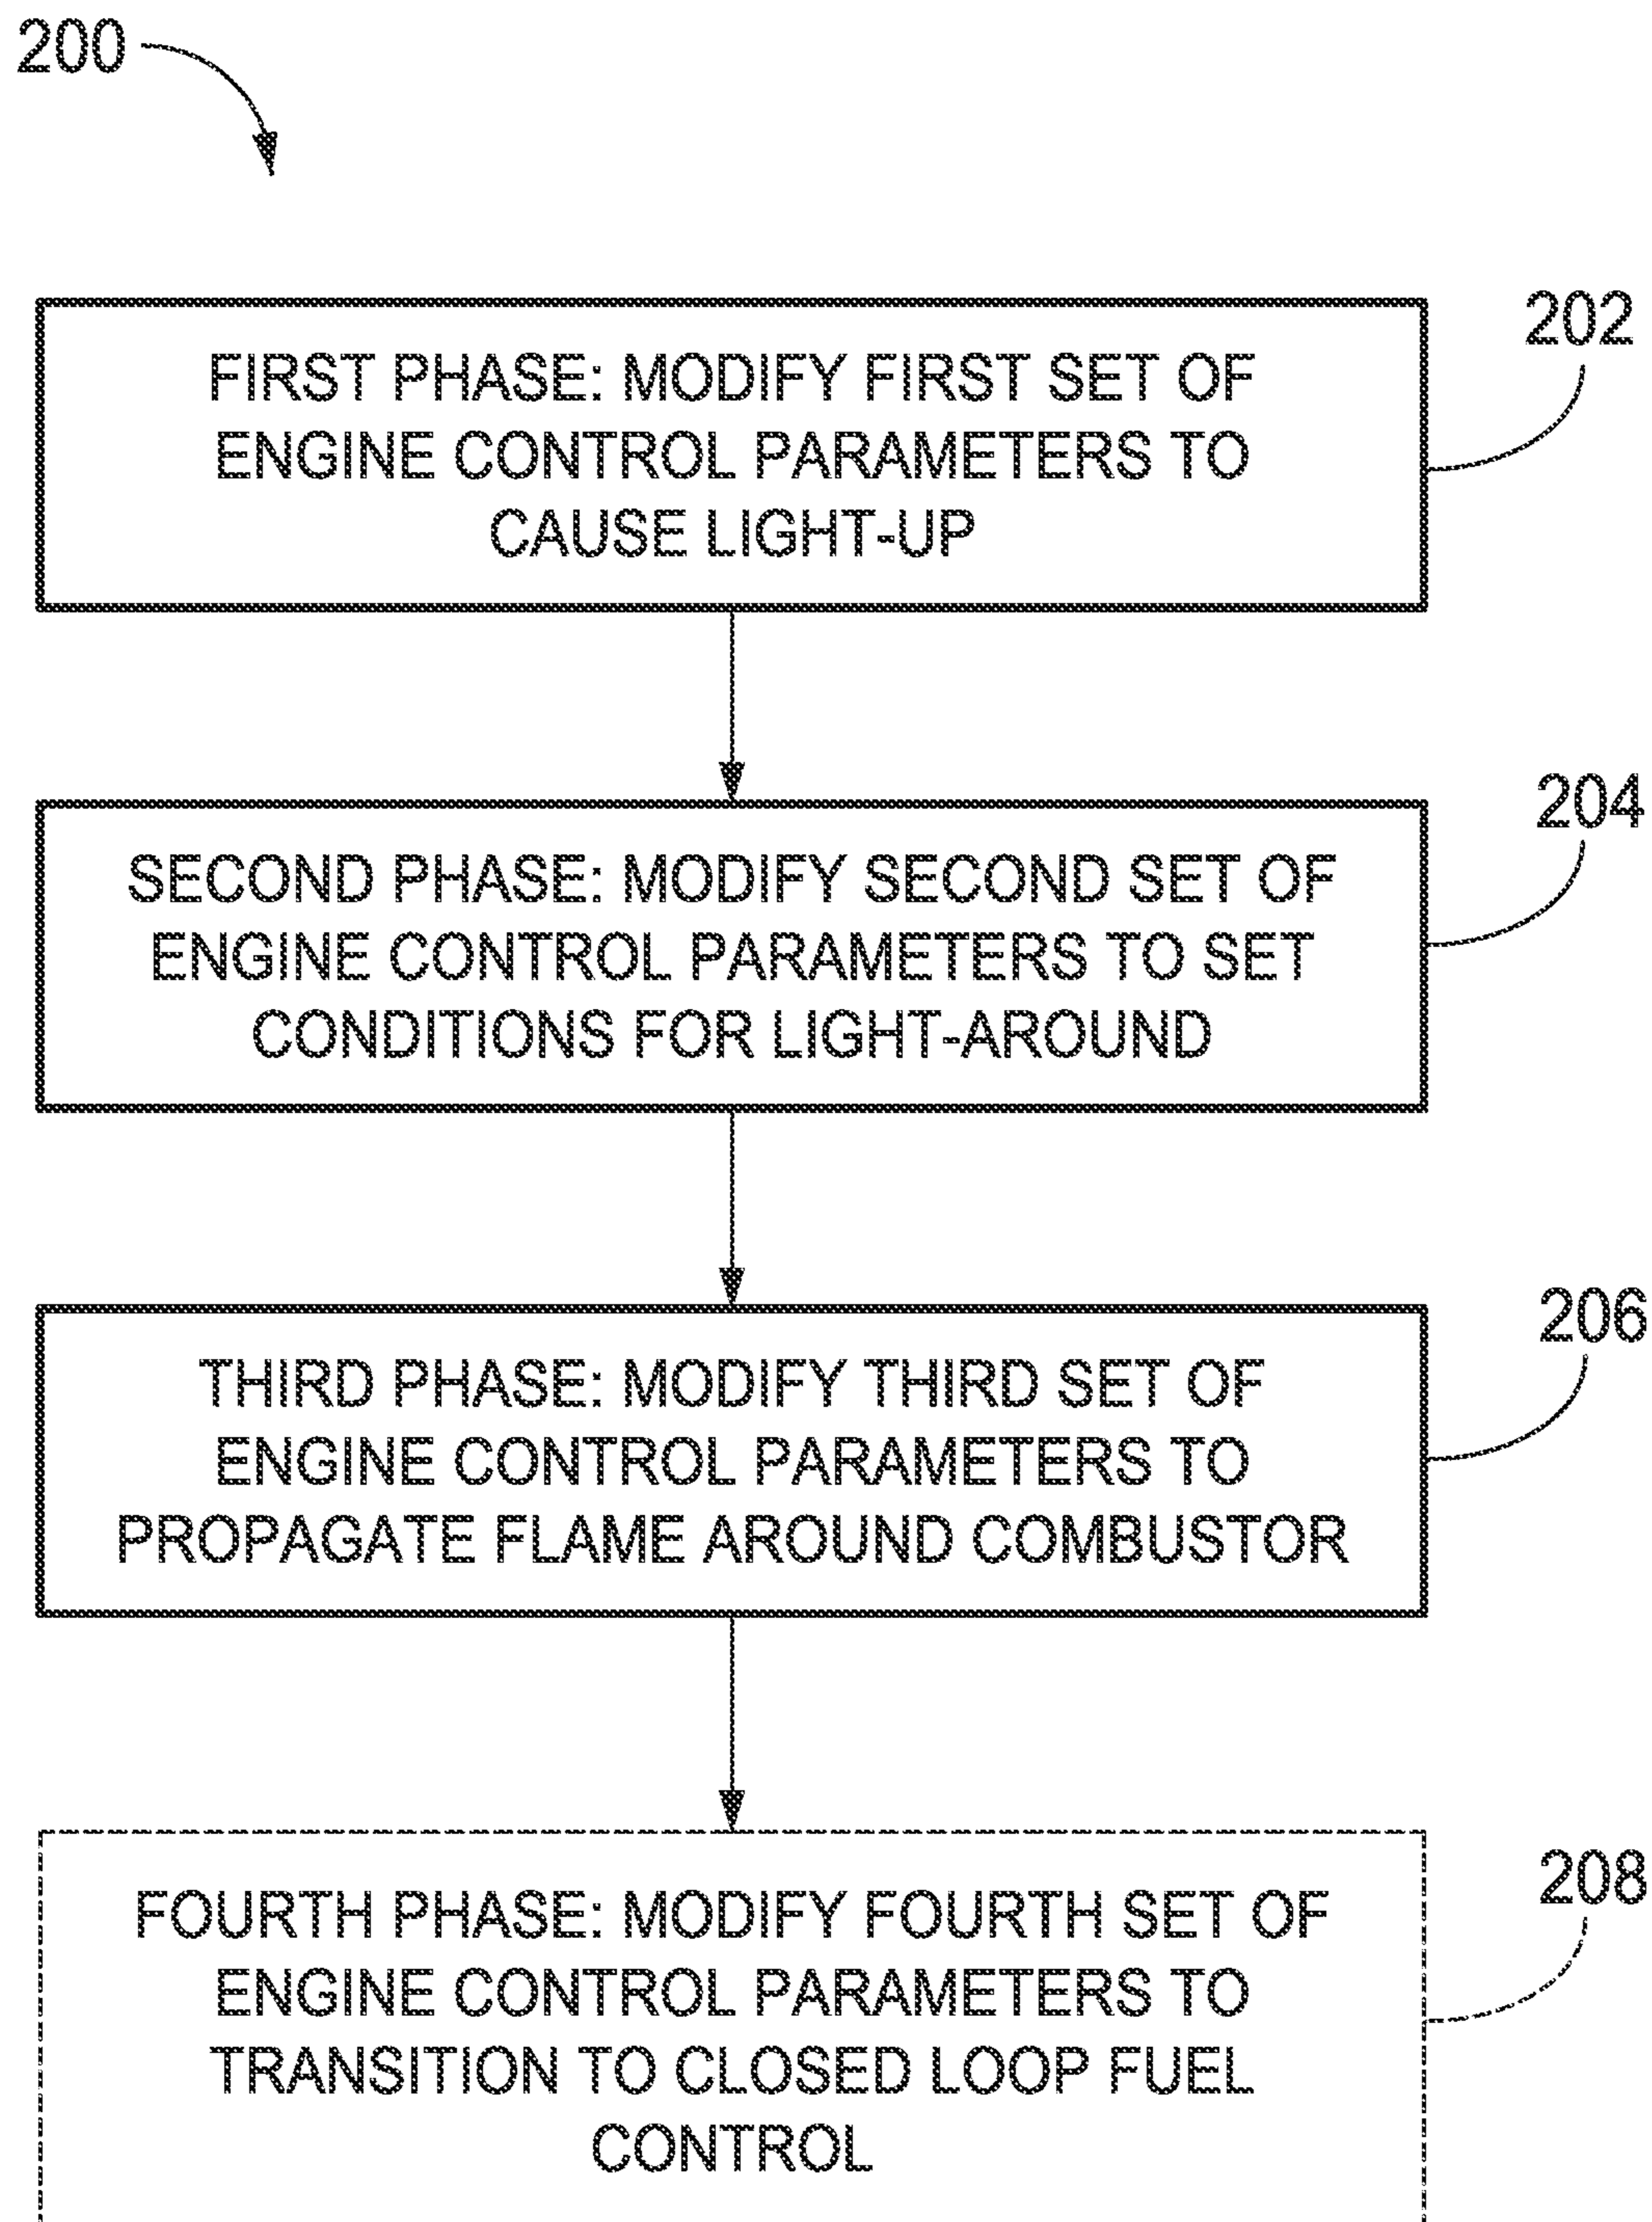 200
202
FIRST PHASE: MODIFY FIRST SET OF
ENGINE CONTROL PARAMETERS TO
CAUSE LIGHT-UP
204
SECOND PHASE: MODIFY SECOND SET OF
ENGINE CONTROL PARAMETERS TO SET
CONDITIONS FOR LIGHT-AROUND
206
THIRD PHASE: MODIFY THIRD SET OF
ENGINE CONTROL PARAMETERS TO
PROPAGATE FLAME AROUND COMBUSTOR
208
FOURTH PHASE: MODIFY FOURTH SET OF
ENGINE CONTROL PARAMETERS TO
TRANSITION TO CLOSED LOOP FUEL
CONTROL